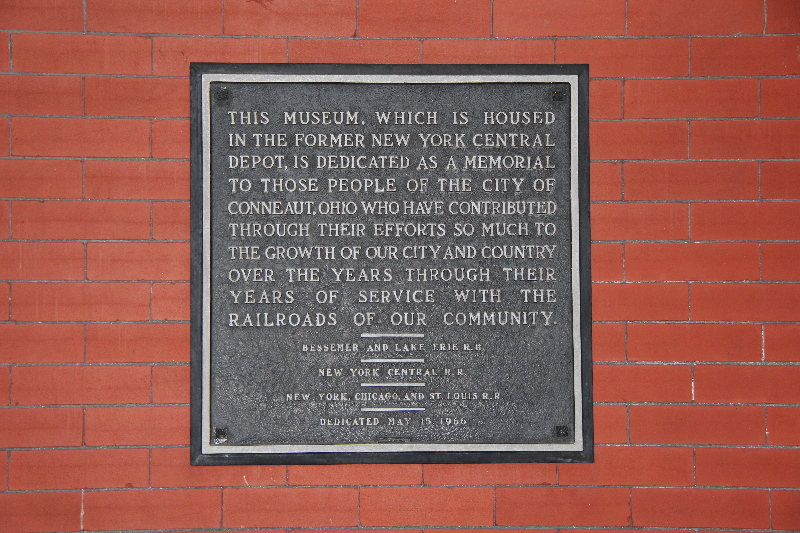 THIS MUSEUM, WHICH IS HOUSED
IN THE FORMER NEW YORK CENTRAL
DEPOT, IS DEDICATED AS A MEMORIAL
TO THOSE PEOPLE OF THE CITY OF
CONNEAUT, OHIO WHO HAVE CONTRIBUTED
THROUGH THEIR EFFORTS SO MUCH TO
THE GROWTH OF OUR CITY AND COUNTRY
OVER THE YEARS THROUGH THEIR
YEARS OF SERVICE WITH THE
RAILROADS OF OUR COMMUNITY.
BESSEMER AND LAKE ERIE R.R.
NEW YORK CENTRAL R.R.
NEW YORK, CHICAGO, AND ST. LOUIS R.R.
DEDICATED MAY 15 1966